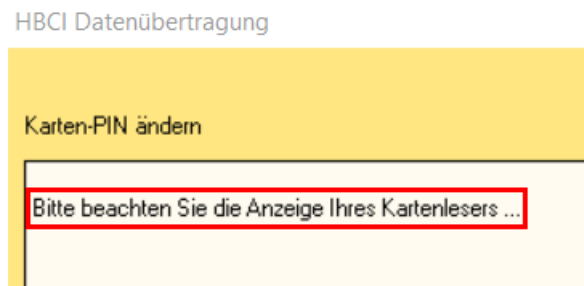 HBCI Datenübertragung
Karten-PIN ändern
Bitte beachten Sie die Anzeige Ihres Kartenlesers ...